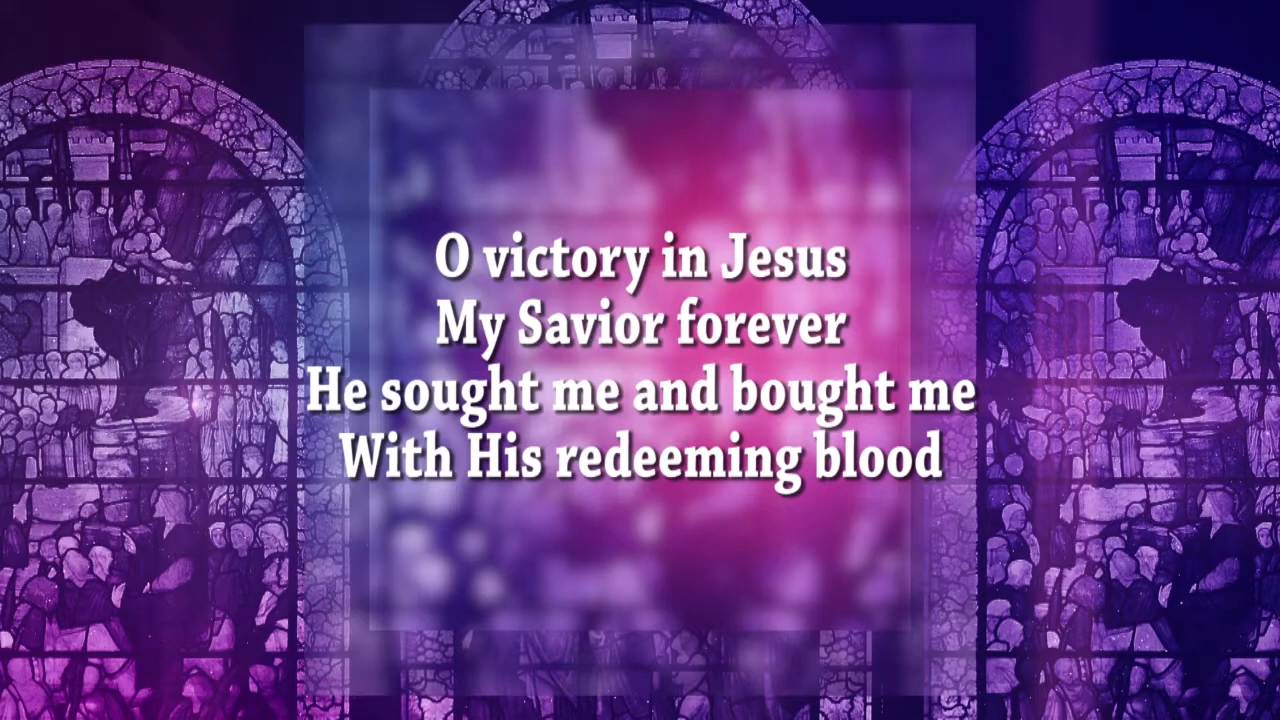 O victory in Jesus
My Savior forever
He sought me and bought me
With His redeeming blood